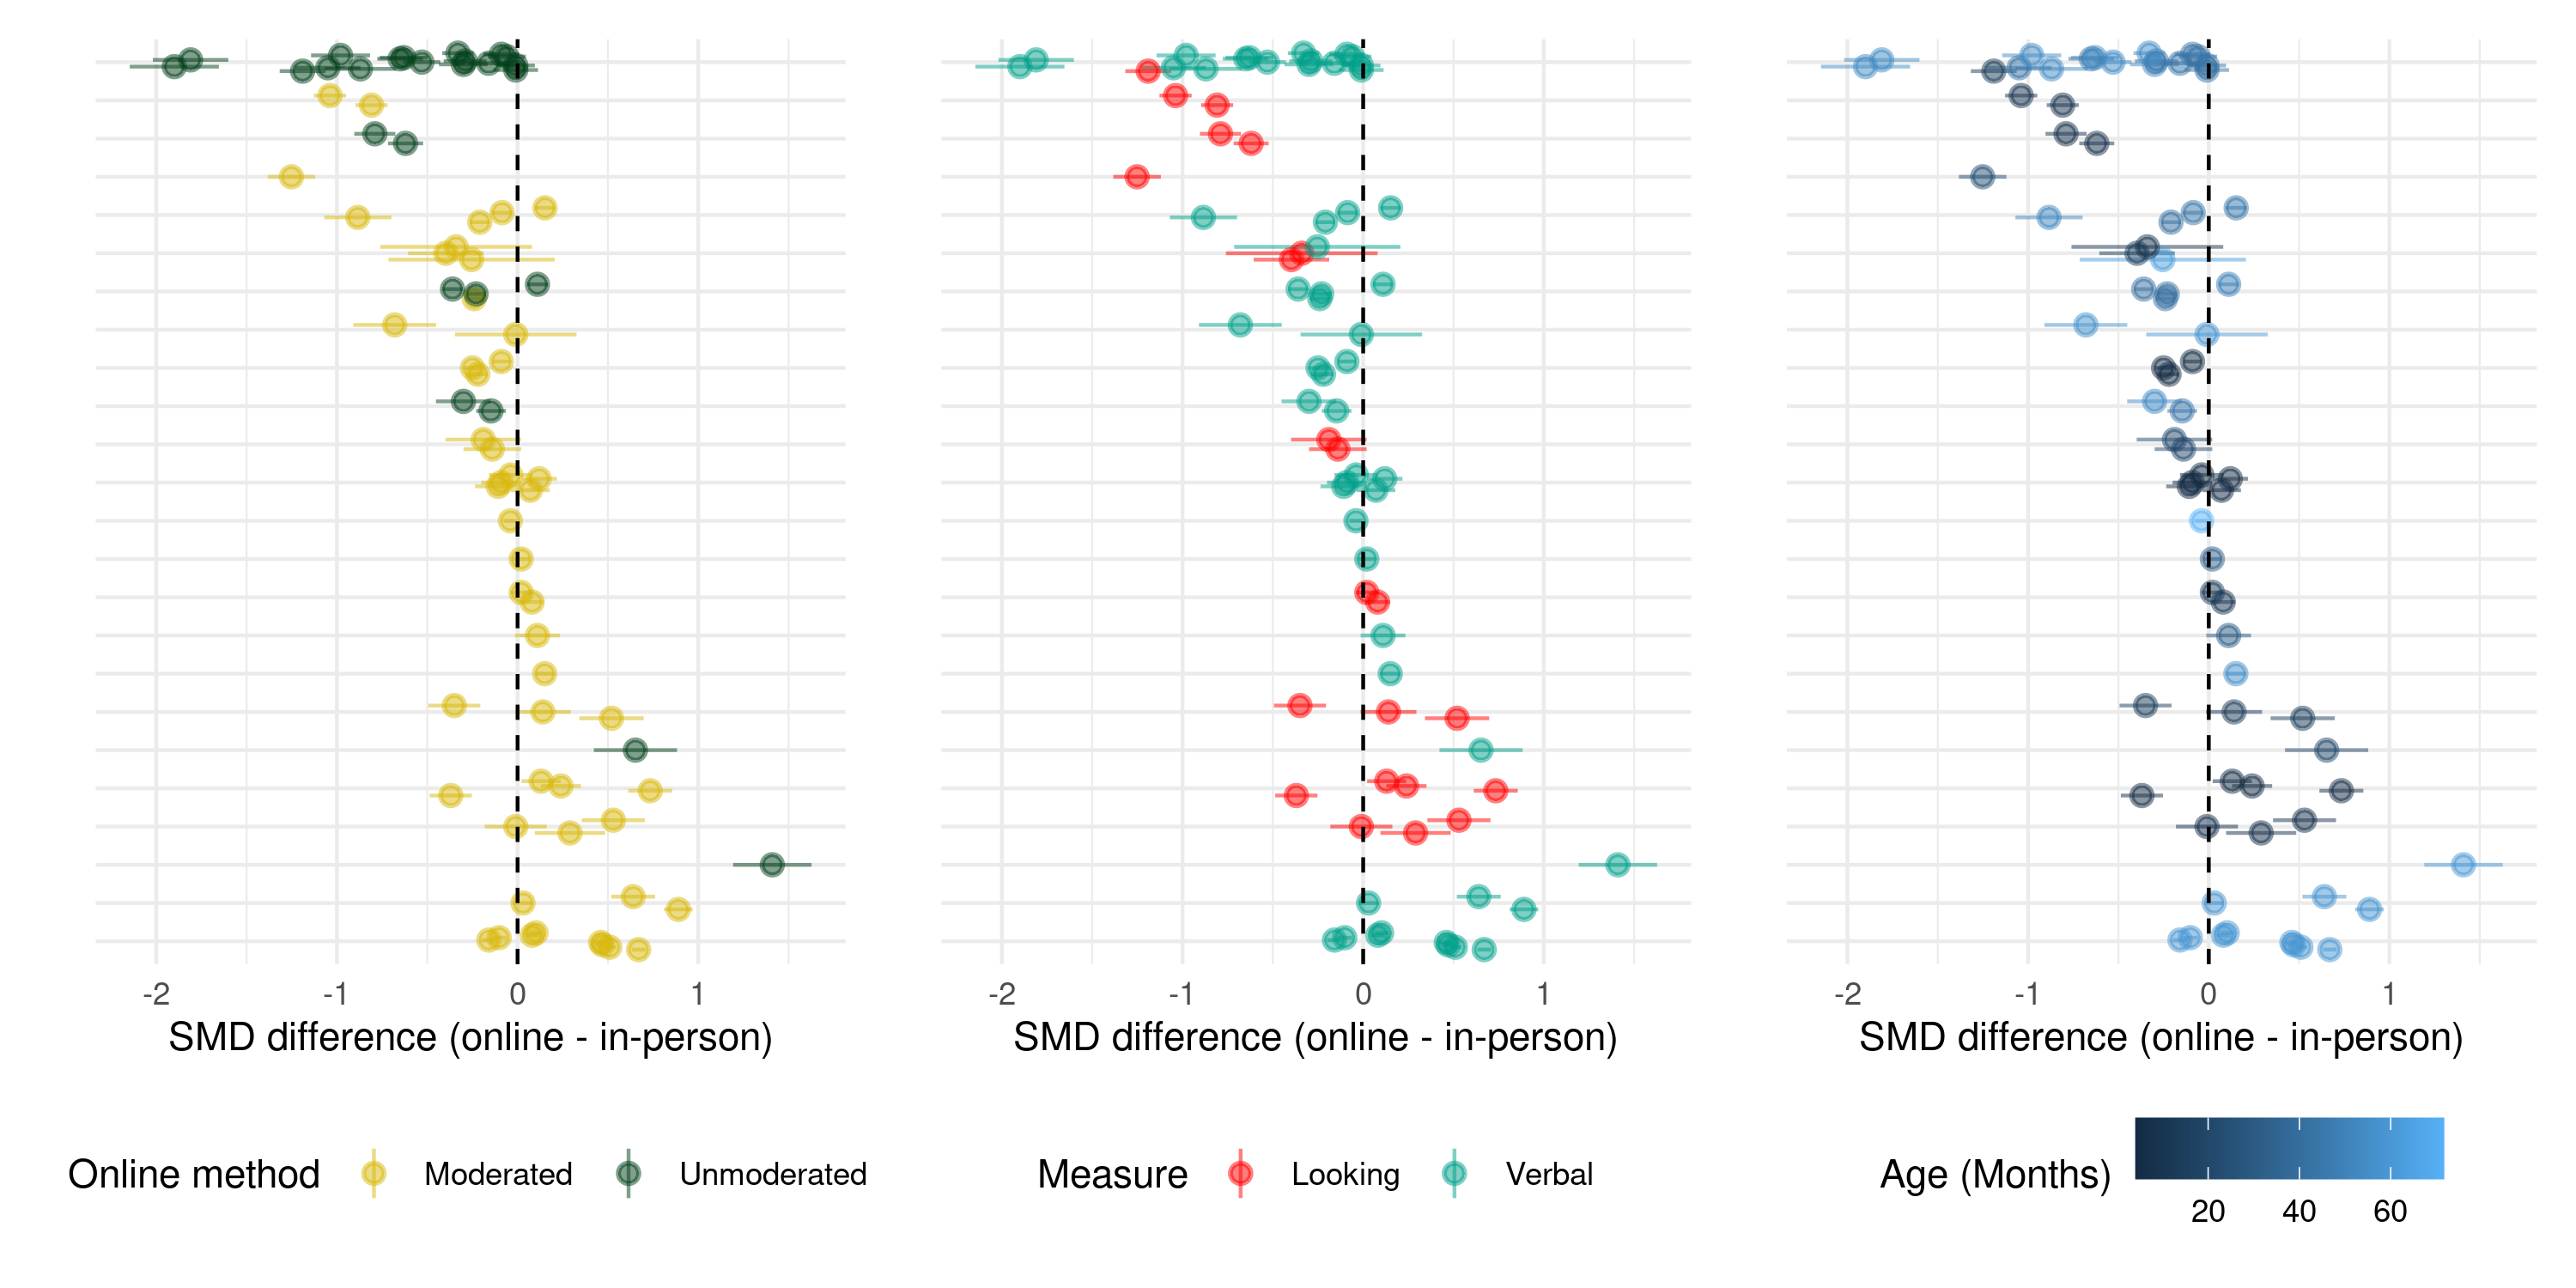 -2 -1 0 1 -2 -1 0 1 -2 -1 0 1
SMD difference (online - in-person) SMD difference (online - in-person) SMD difference (online - in-person)
Online method Moderated Unmoderated Measure Looking Verbal Age (Months)
20 40 60